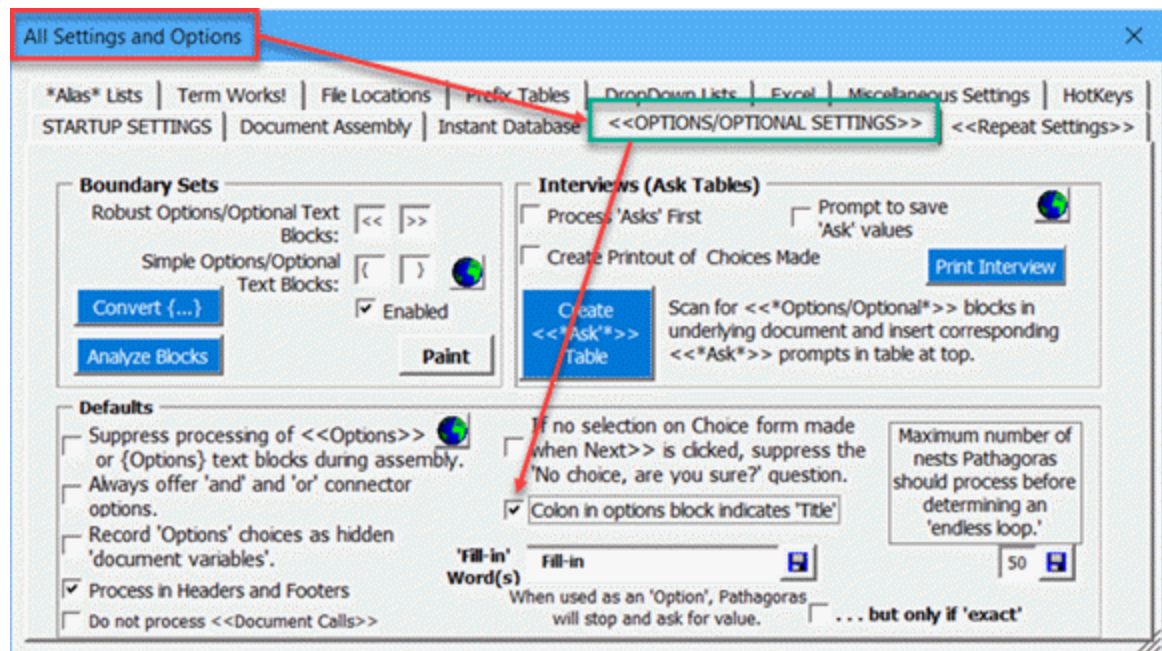 All Settings and Options
*Alias* Lists | Term Works! | File Locations | Prefix Tables | DropDown Lists | Excel | Miscellaneous Settings | HotKeys
STARTUP SETTINGS | Document Assembly | Instant Database | <<OPTIONS/OPTIONAL SETTINGS>> | <<Repeat Settings>>
Boundary Sets
Robust Options/Optional Text
Blocks:
<< >>
Simple Options/Optional
Text Blocks:
{ }
Convert {...}
Enabled
Analyze Blocks
Paint
Interviews (Ask Tables)
Process 'Asks' First
Prompt to save
'Ask' values
Create Printout of Choices Made
Print Interview
Create
<<*Ask'*>>
Table
Scan for <<*Options/Optional*>> blocks in
underlying document and insert corresponding
<<*Ask*>> prompts in table at top.
Defaults
Suppress processing of <<Options>>
or {Options} text blocks during assembly.
Always offer 'and' and 'or' connector
options.
Record 'Options' choices as hidden
'document variables'.
Process in Headers and Footers
Do not process <<Document Calls>>
If no selection on Choice form made
when Next>> is clicked, suppress the
'No choice, are you sure?' question.
Colon in options block indicates 'Title'
'Fill-in'
Word(s)
Fill-in
When used as an 'Option', Pathagoras
will stop and ask for value.
... but only if 'exact'
Maximum number of
nests Pathagoras
should process before
determining an
'endless loop.'
50